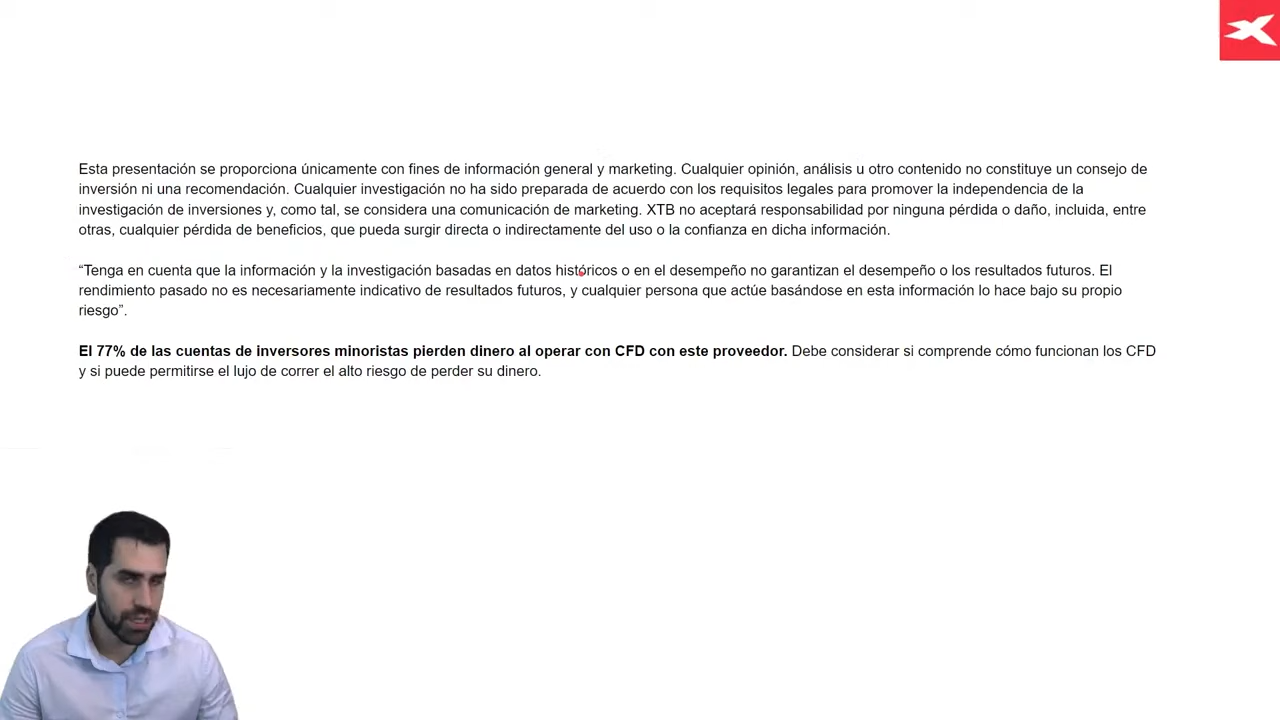 Esta presentación se proporciona únicamente con fines de información general y marketing. Cualquier opinión, análisis u otro contenido no constituye un consejo de
inversión ni una recomendación. Cualquier investigación no ha sido preparada de acuerdo con los requisitos legales para promover la independencia de la
investigación de inversiones y, como tal, se considera una comunicación de marketing. XTB no aceptará responsabilidad por ninguna pérdida o daño, incluida, entre
otras, cualquier pérdida de beneficios, que pueda surgir directa o indirectamente del uso o la confianza en dicha información.
“Tenga en cuenta que la información y la investigación basadas en datos históricos o en el desempeño no garantizan el desempeño o los resultados futuros. El
rendimiento pasado no es necesariamente indicativo de resultados futuros, y cualquier persona que actúe basándose en esta información lo hace bajo su propio
riesgo”.
El 77% de las cuentas de inversores minoristas pierden dinero al operar con CFD con este proveedor. Debe considerar si comprende cómo funcionan los CFD
y si puede permitirse el lujo de correr el alto riesgo de perder su dinero.